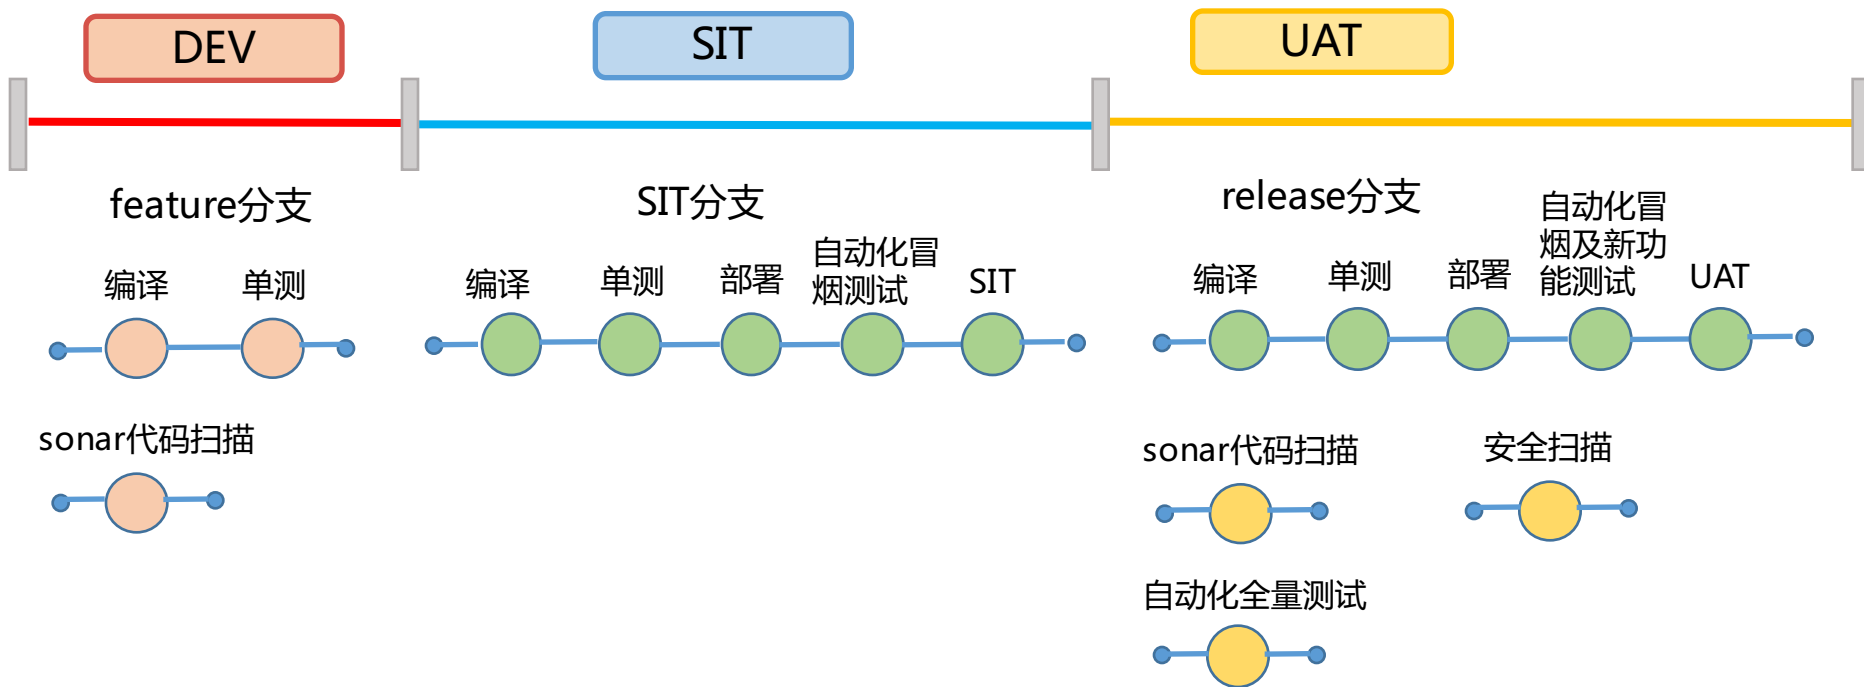 DEV
SIT
UAT
feature分支
SIT分支
release分支
编译
单测
编译
单测
部署
自动化冒
烟测试
SIT
编译
单测
部署
自动化冒
烟及新功
能测试
UAT
sonar代码扫描
sonar代码扫描
安全扫描
自动化全量测试